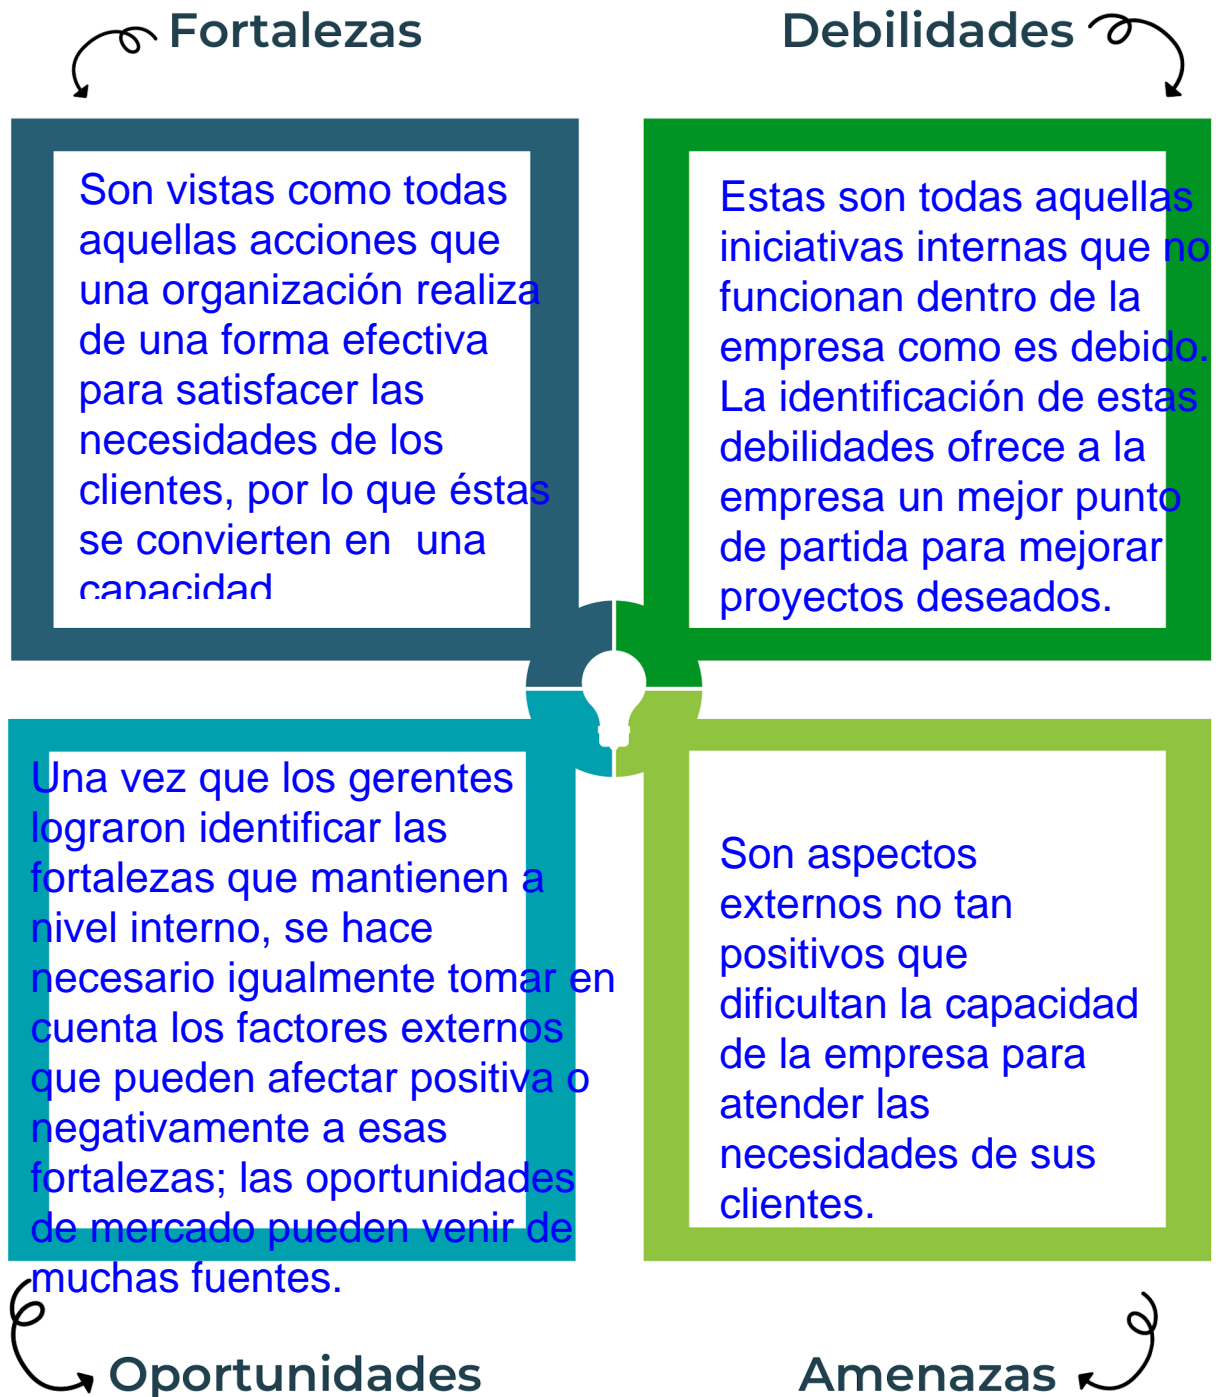 Fortalezas
Son vistas como todas
aquellas acciones que
una organización realiza
de una forma efectiva
para satisfacer las
necesidades de los
clientes, por lo que éstas
se convierten en  una
capacidad
Debilidades
Estas son todas aquellas
iniciativas internas que no
funcionan dentro de la
empresa como es debido.
La identificación de estas
debilidades ofrece a la
empresa un mejor punto
de partida para mejorar
proyectos deseados.
Una vez que los gerentes
lograron identificar las
fortalezas que mantienen a
nivel interno, se hace
necesario igualmente tomar en
cuenta los factores externos
que pueden afectar positiva o
negativamente a esas
fortalezas; las oportunidades
de mercado pueden venir de
muchas fuentes.
Oportunidades
Son aspectos
externos no tan
positivos que
dificultan la capacidad
de la empresa para
atender las
necesidades de sus
clientes.
Amenazas